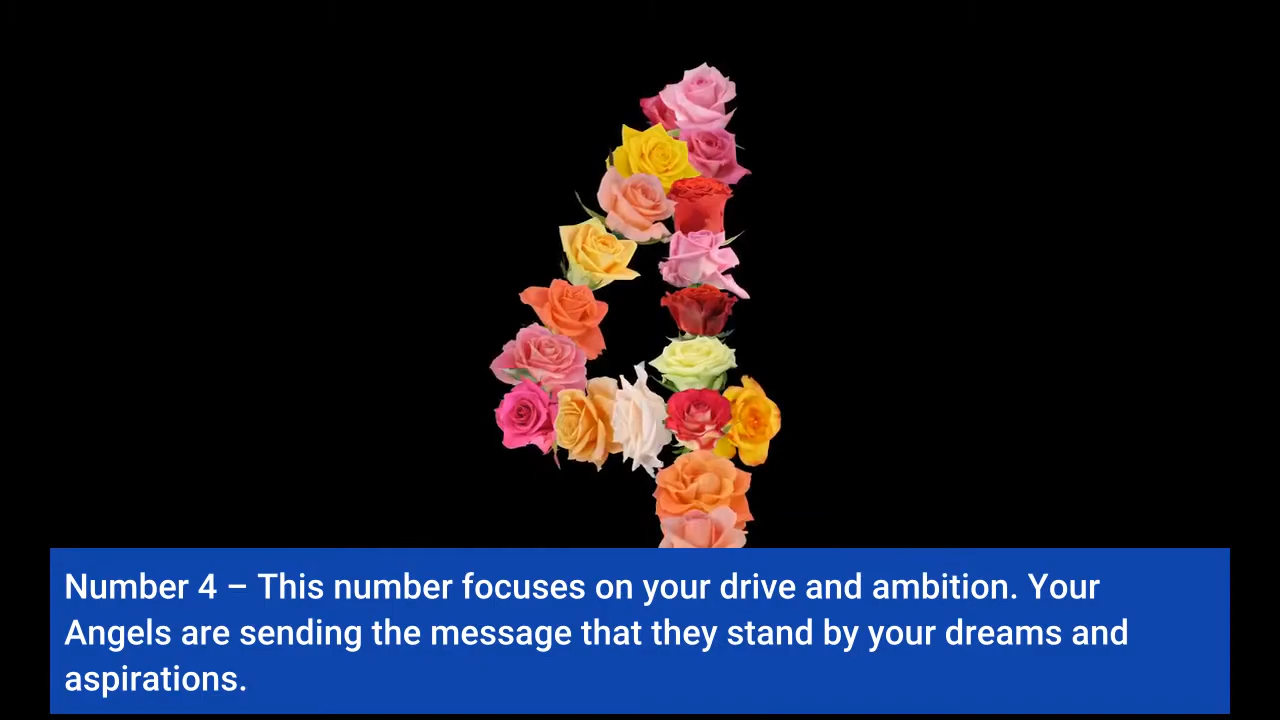 Number 4 – This number focuses on your drive and ambition. Your
Angels are sending the message that they stand by your dreams and
aspirations.